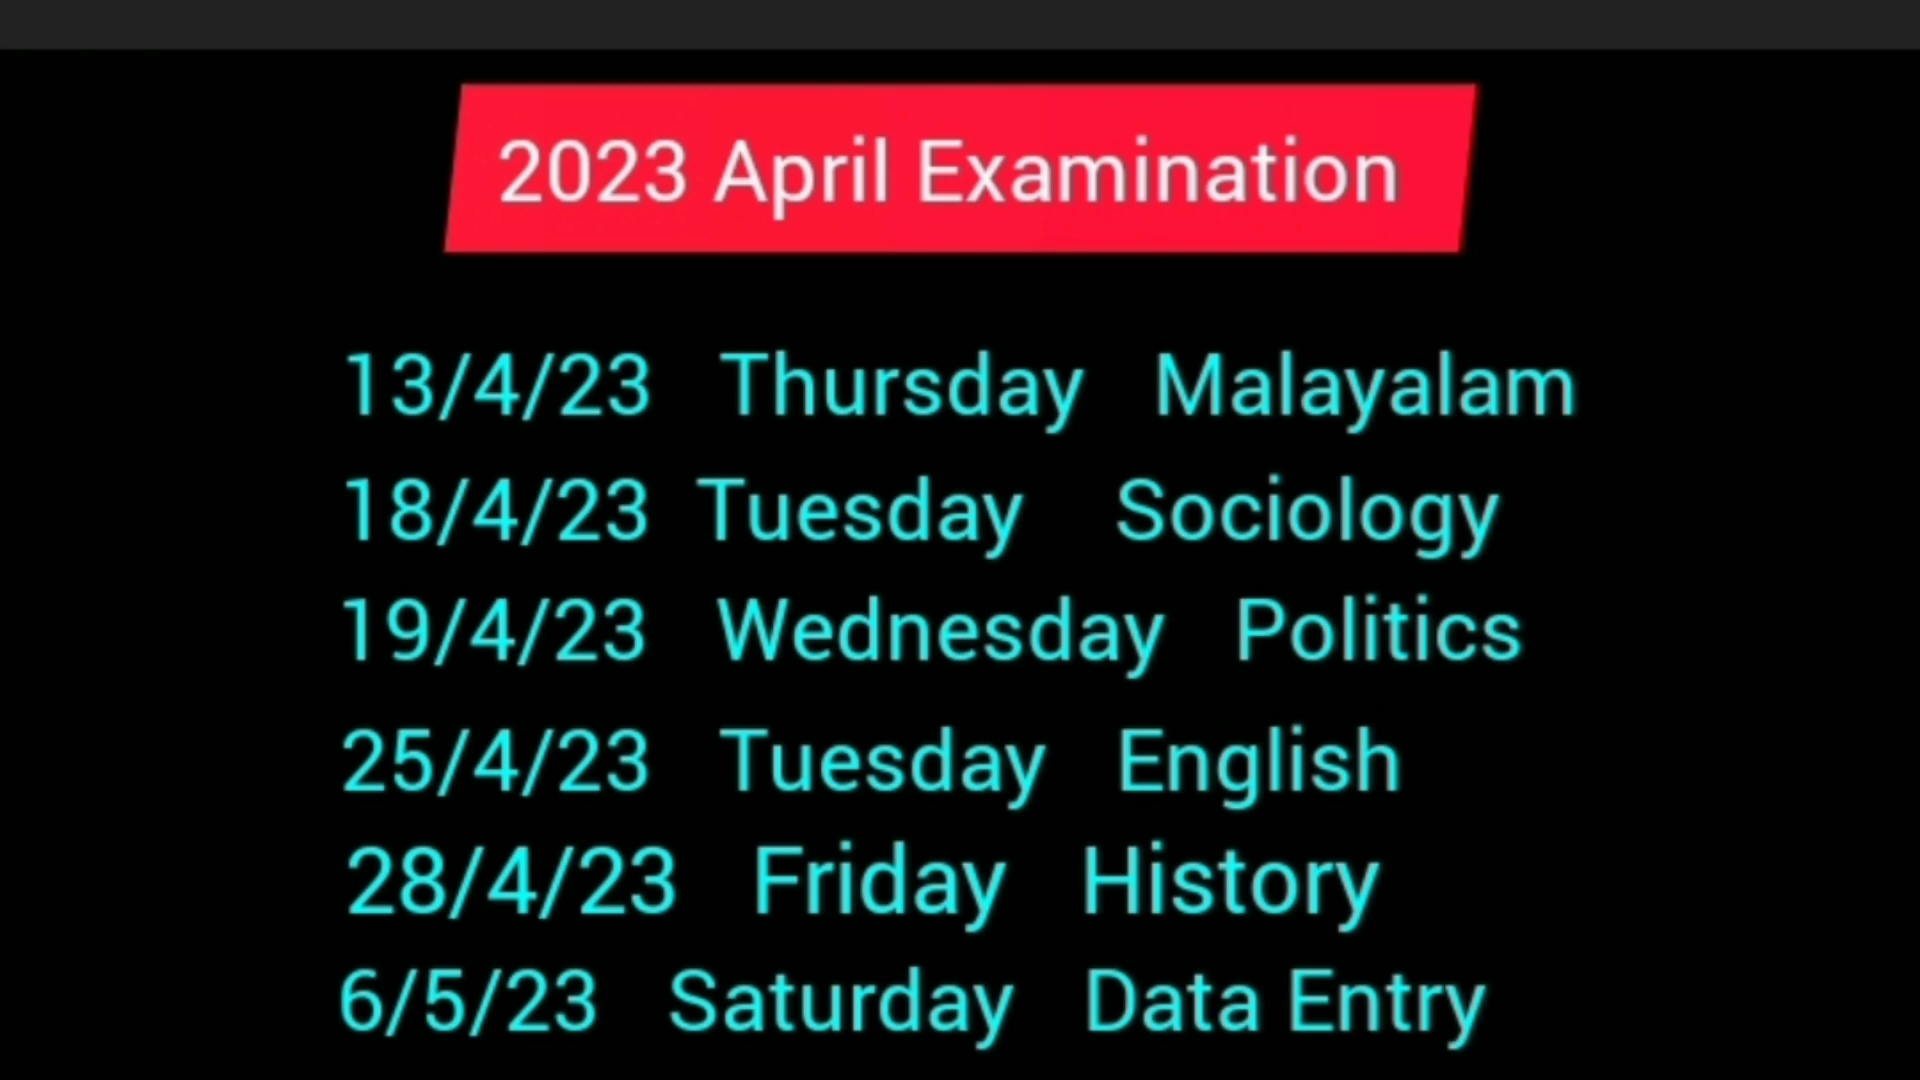 2023 April Examination
13/4/23 Thursday Malayalam
18/4/23 Tuesday Sociology
19/4/23 Wednesday Politics
25/4/23 Tuesday English
28/4/23 Friday History
6/5/23 Saturday Data Entry